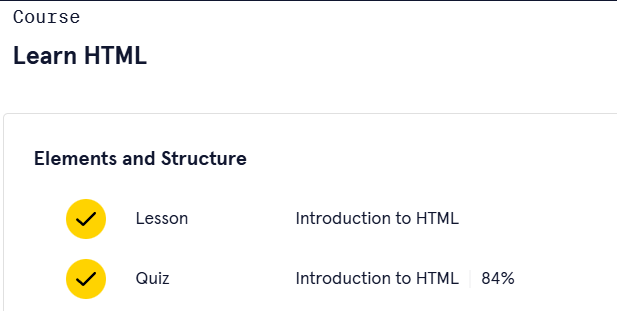 Course
Learn HTML
Elements and Structure
Lesson Introduction to HTML
Quiz Introduction to HTML 84%